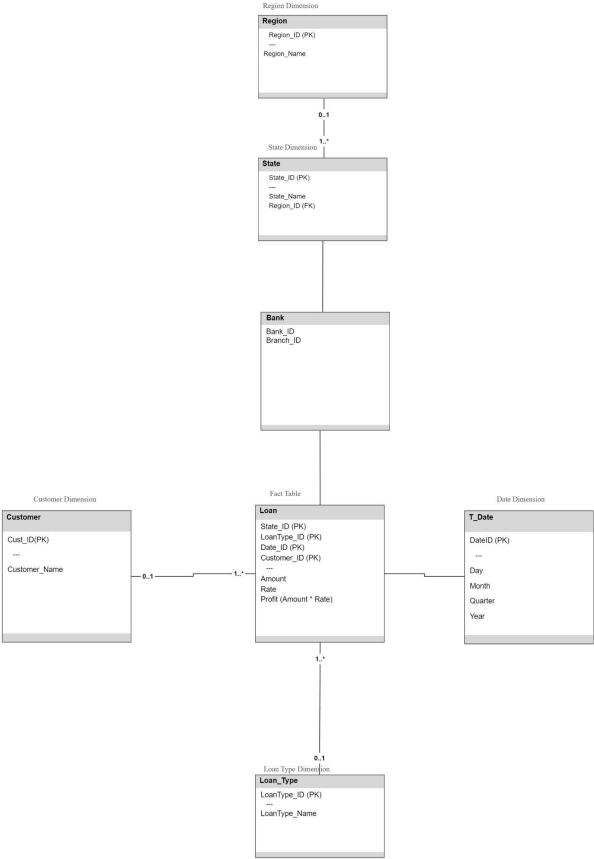 Region Dimension
Region
Region_ID (PK)
---
Region_Name
0..1
1..*
State Dimension
State
State_ID (PK)
---
State_Name
Region_ID (FK)
Bank
Bank_ID
Branch_ID
Customer Dimension
Customer
Cust_ID(PK)
---
Customer_Name
0..1
1..*
Fact Table
Loan
State_ID (PK)
LoanType_ID (PK)
Date_ID (PK)
Customer_ID (PK)
---
Amount
Rate
Profit (Amount * Rate)
Date Dimension
T_Date
DateID (PK)
---
Day
Month
Quarter
Year
1..*
0..1
Loan Type Dimension
Loan_Type
LoanType_ID (PK)
---
LoanType_Name